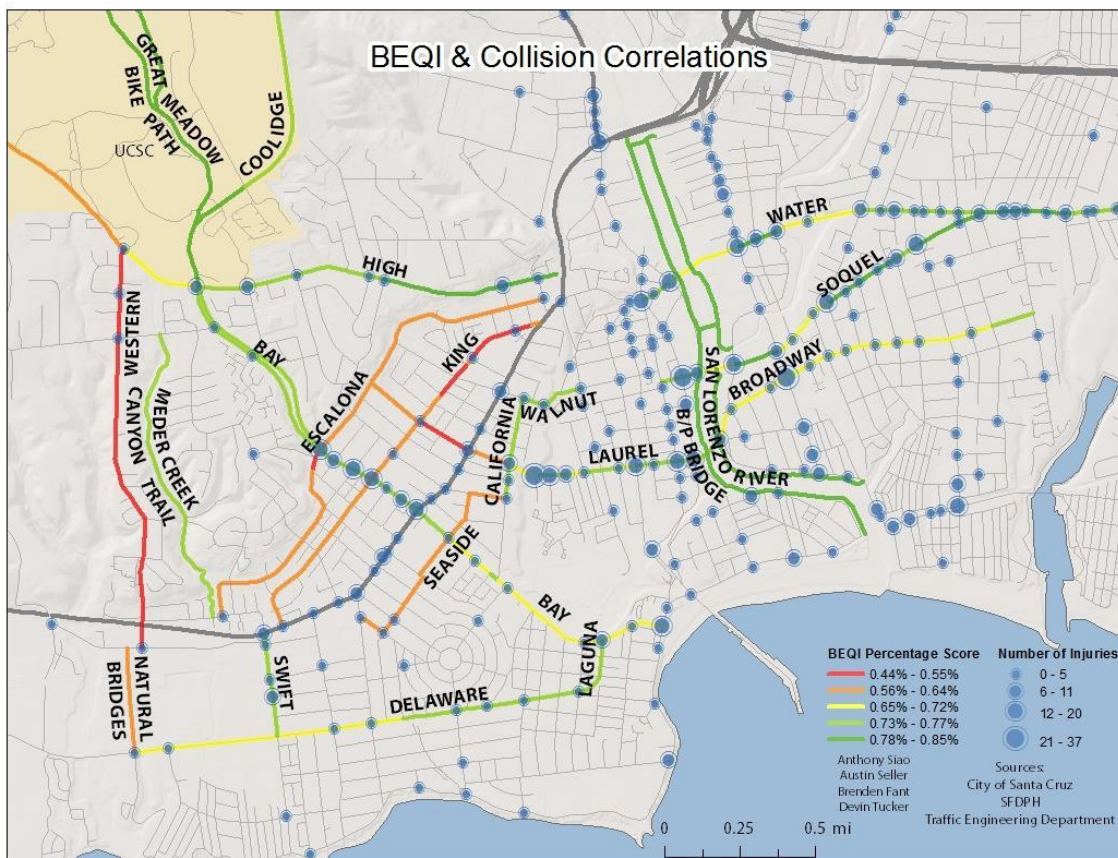 BEQI & Collision Correlations
GREAT MEADOW
BIKE PATH
COOLIDGE
UCSC
WATER
HIGH
SOQUEL
WESTERN
BAY
KING
SAN LORENZO RIVER
BROADWAY
ESCALONA
CALIFORNIA
WALNUT
B/P BRIDGE
CANYON
MEDER CREEK
TRAIL
LAUREL
SEASIDE
BAY
LAGUNA
NATURAL
BRIDGES
SWIFT
DELAWARE
BEQI Percentage Score
0.44% - 0.55%
0.56% - 0.64%
0.65% - 0.72%
0.73% - 0.77%
0.78% - 0.85%
Number of Injuries
0 - 5
6 - 11
12 - 20
21 - 37
Anthony Siao
Austin Seller
Brenden Fant
Devin Tucker
Sources:
City of Santa Cruz
SFDPH
Traffic Engineering Department
0 0.25 0.5 mi